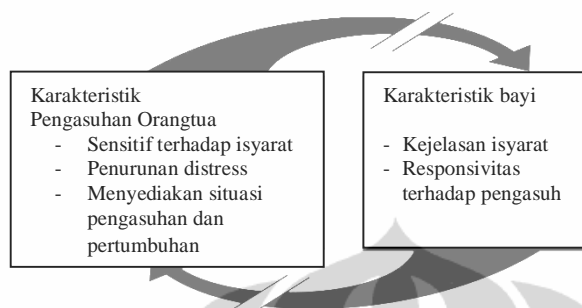 Karakteristik
Pengasuhan Orangtua
- Sensitif terhadap isyarat
- Penurunan distress
- Menyediakan situasi
pengasuhan dan
pertumbuhan
Karakteristik bayi
- Kejelasan isyarat
- Responsivitas
terhadap pengasuh